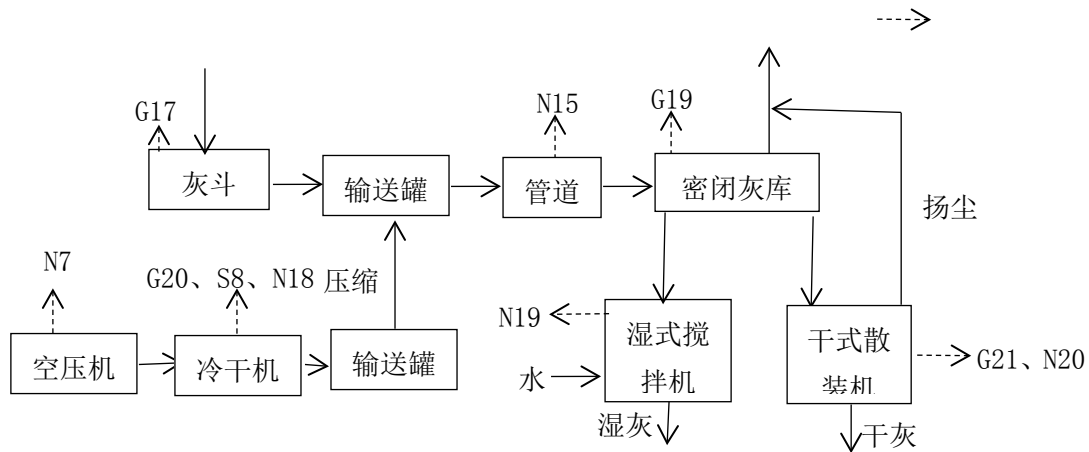 G17
N15
G19
灰斗
输送罐
管道
密闭灰库
扬尘
N7
G20、S8、N18
压缩
N19
湿式搅
拌机
干式散
装机
G21、N20
空压机
冷干机
输送罐
水
湿灰
干灰